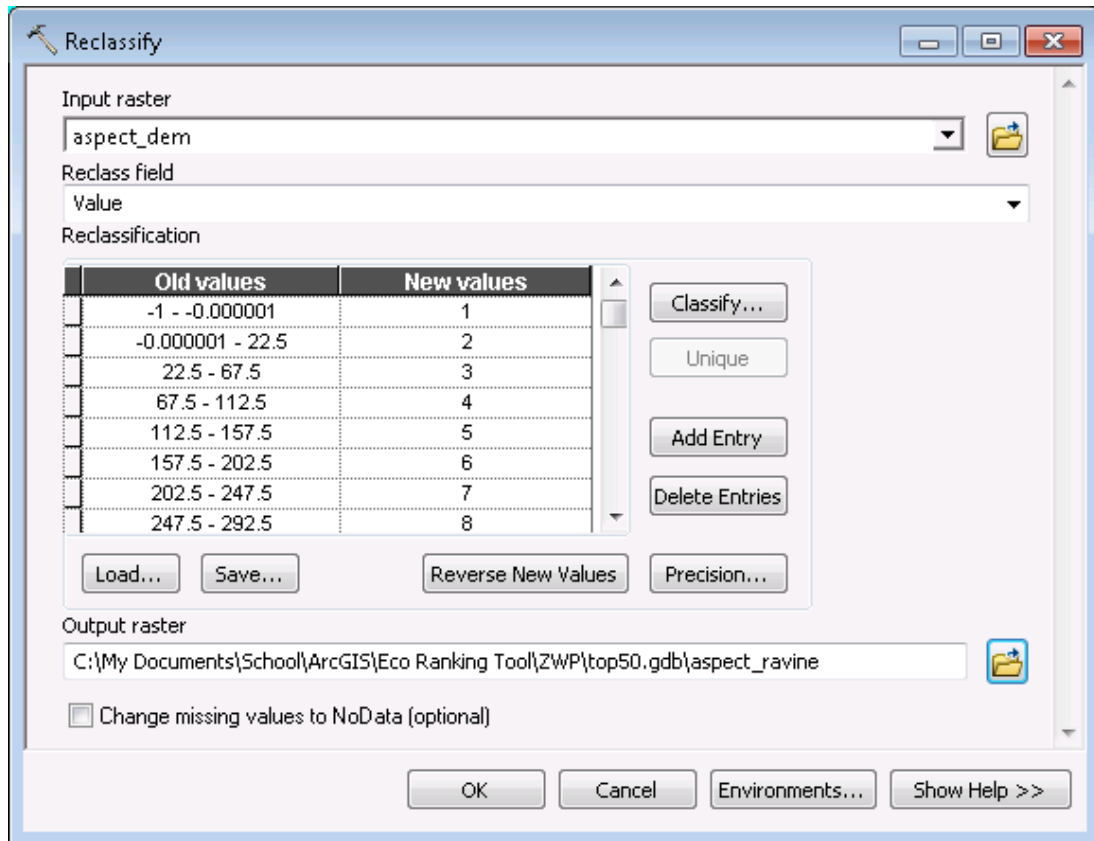 Reclassify
Input raster
aspect_dem
Reclass field
Value
Reclassification
Old values New values
-1 - -0.000001 1
-0.000001 - 22.5 2
22.5 - 67.5 3
67.5 - 112.5 4
112.5 - 157.5 5
157.5 - 202.5 6
202.5 - 247.5 7
247.5 - 292.5 8
Classify...
Unique
Add Entry
Delete Entries
Load... Save... Reverse New Values Precision...
Output raster
C:\My Documents\School\ArcGIS\Eco Ranking Tool\ZWP\top50.gdb\aspect_ravine
Change missing values to NoData (optional)
OK Cancel Environments... Show Help >>